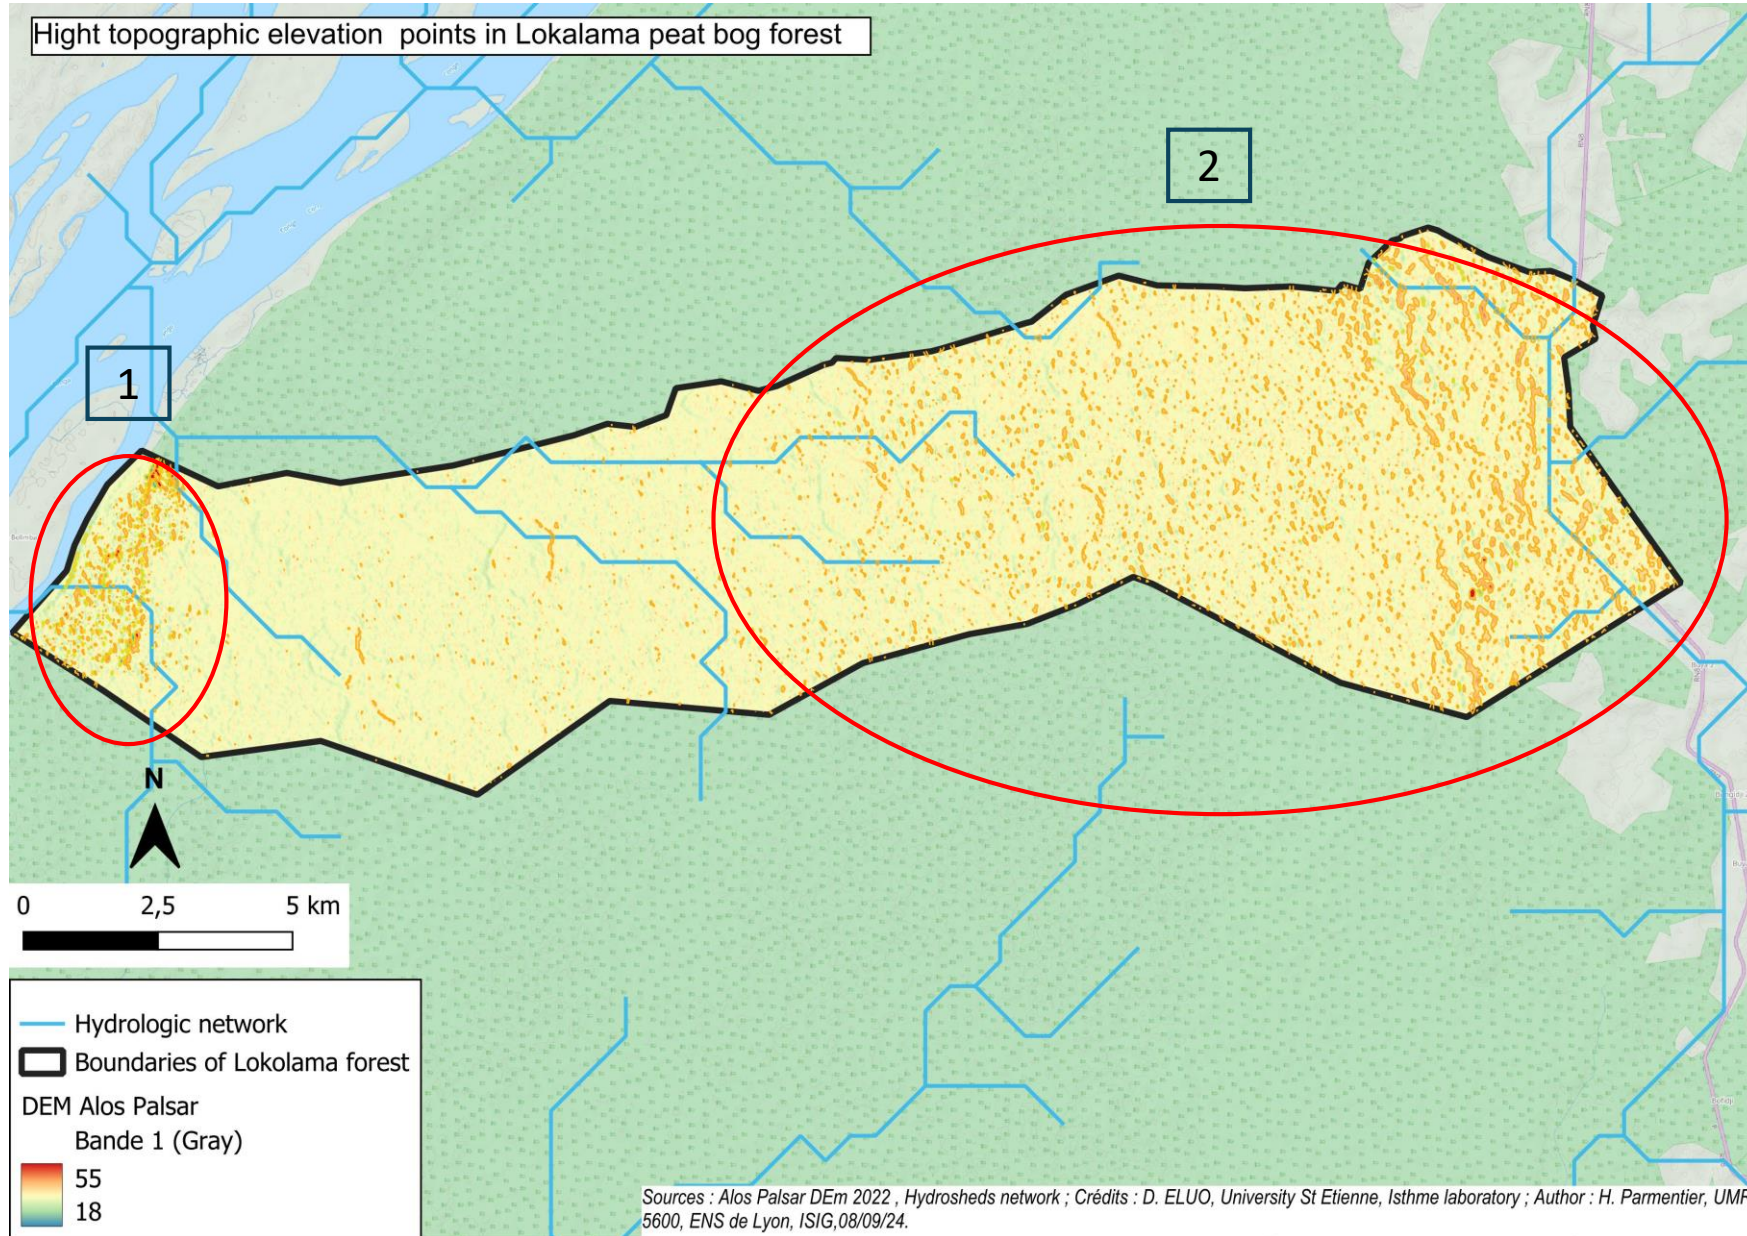 Hight topographic elevation  points in Lokalama peat bog forest
2
1
N
0 2,5 5 km
Hydrologic network
Boundaries of Lokolama forest
DEM Alos Palsar
Bande 1 (Gray)
55
18
Sources : Alos Palsar DEm 2022 , Hydrosheds network ; Crédits : D. ELUO, University St Etienne, Isthme laboratory ; Author : H. Parmentier, UMR
5600, ENS de Lyon, ISIG,08/09/24.